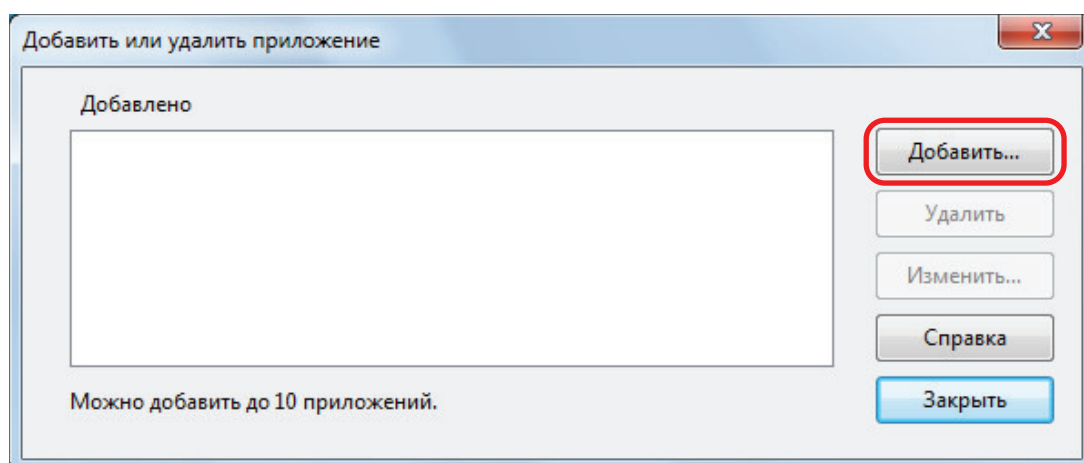 Добавить или удалить приложение
Добавлено
Добавить...
Удалить
Изменить...
Справка
Можно добавить до 10 приложений.
Закрыть